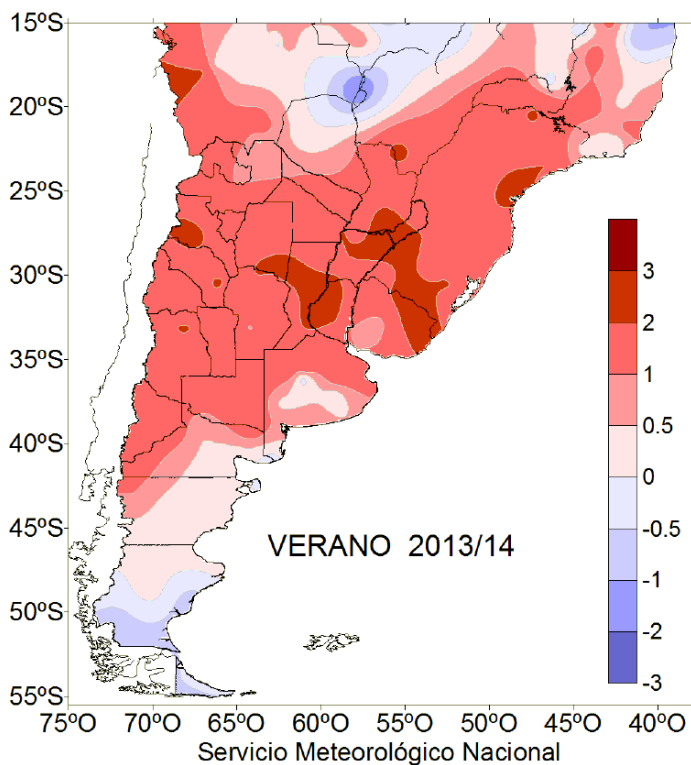 15ºS
20ºS
25ºS
30ºS
35ºS
40ºS
45ºS
50ºS
55ºS
VERANO 2013/14
3
2
1
0.5
0
-0.5
-1
-2
-3
75ºO 70ºO 65ºO 60ºO 55ºO 50ºO 45ºO 40ºO
Servicio Meteorológico Nacional